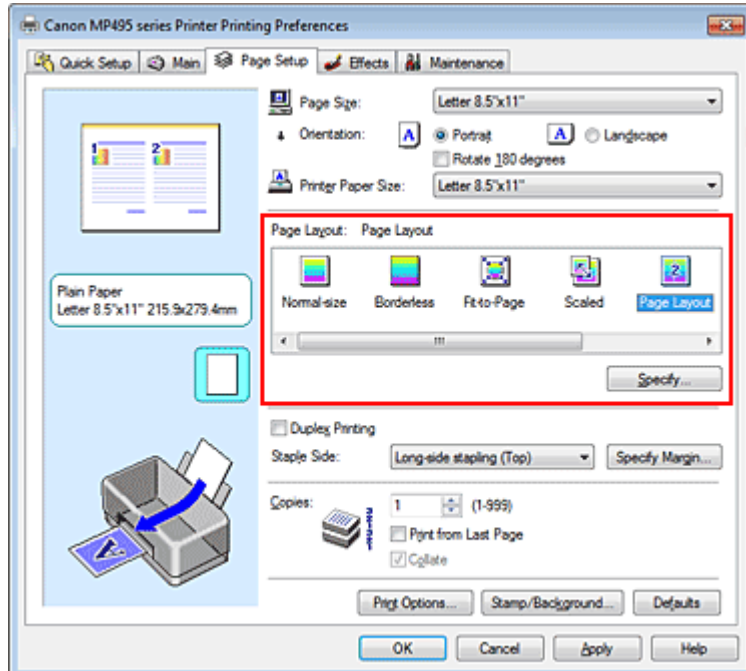 Canon MP495 series Printer Printing Preferences
Quick Setup Main Page Setup Effects Maintenance
Page Size: Letter 8.5"x11"
Orientation: A Portrait A Landscape
Rotate 180 degrees
Printer Paper Size: Letter 8.5"x11"
1 2
Page Layout: Page Layout
2
Normal-size Borderless Fit-to-Page Scaled Page Layout
Plain Paper
Letter 8.5"x11" 215.9x279.4mm
Specify...
Duplex Printing
Staple Side: Long-side stapling (Top) Specify Margin...
Copies: 1 (1-999)
Print from Last Page
Collate
Print Options... Stamp/Background... Defaults
OK Cancel Apply Help